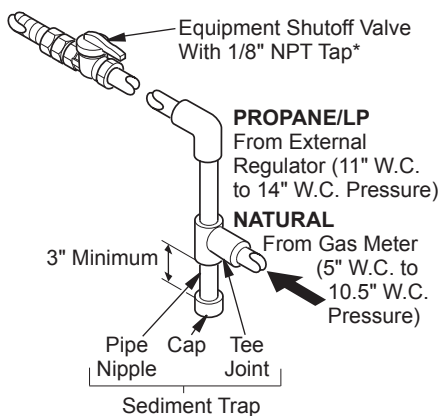 Equipment Shutoff Valve
With 1/8" NPT Tap*
PROPANE/LP
From External
Regulator (11" W.C.
to 14" W.C. Pressure)
NATURAL
From Gas Meter
(5" W.C. to
10.5" W.C.
Pressure)
3" Minimum
Pipe
Nipple
Cap
Tee
Joint
Sediment Trap